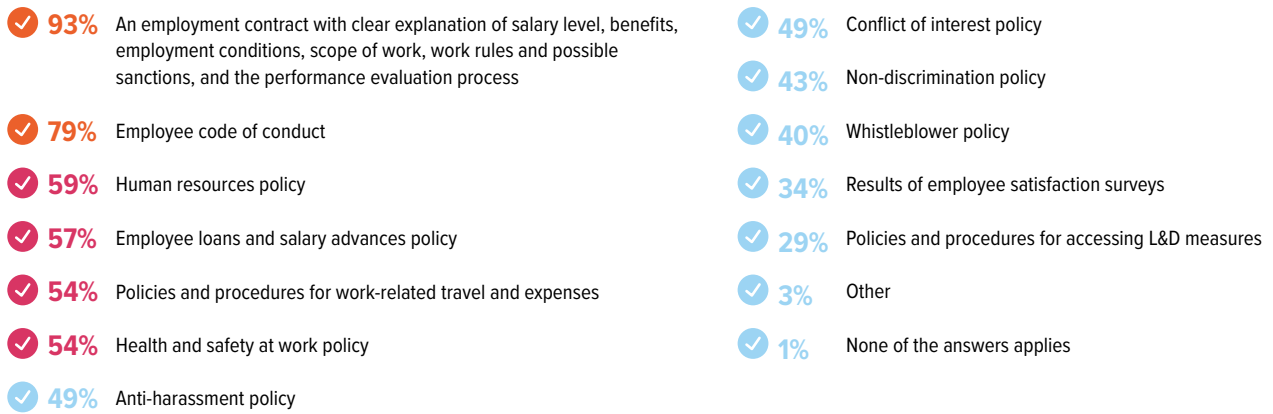 93% An employment contract with clear explanation of salary level, benefits,
employment conditions, scope of work, work rules and possible
sanctions, and the performance evaluation process
79% Employee code of conduct
59% Human resources policy
57% Employee loans and salary advances policy
54% Policies and procedures for work-related travel and expenses
54% Health and safety at work policy
49% Anti-harassment policy
49% Conflict of interest policy
43% Non-discrimination policy
40% Whistleblower policy
34% Results of employee satisfaction surveys
29% Policies and procedures for accessing L&D measures
3% Other
1% None of the answers applies